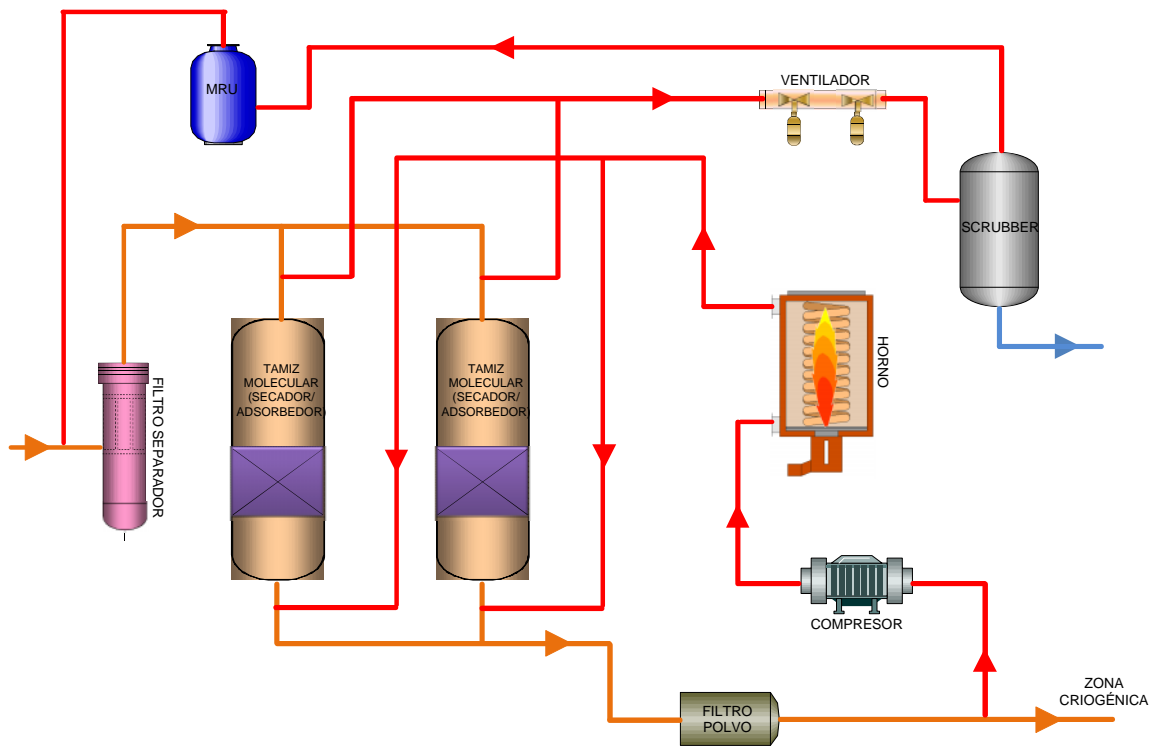 MRU
VENTILADOR
SCRUBBER
FILTRO SEPARADOR
TAMIZ
MOLECULAR
(SECADOR/
ADSORBEDOR)
TAMIZ
MOLECULAR
(SECADOR/
ADSORBEDOR)
HORNO
COMPRESOR
FILTRO
POLVO
ZONA
CRIOGÉNICA